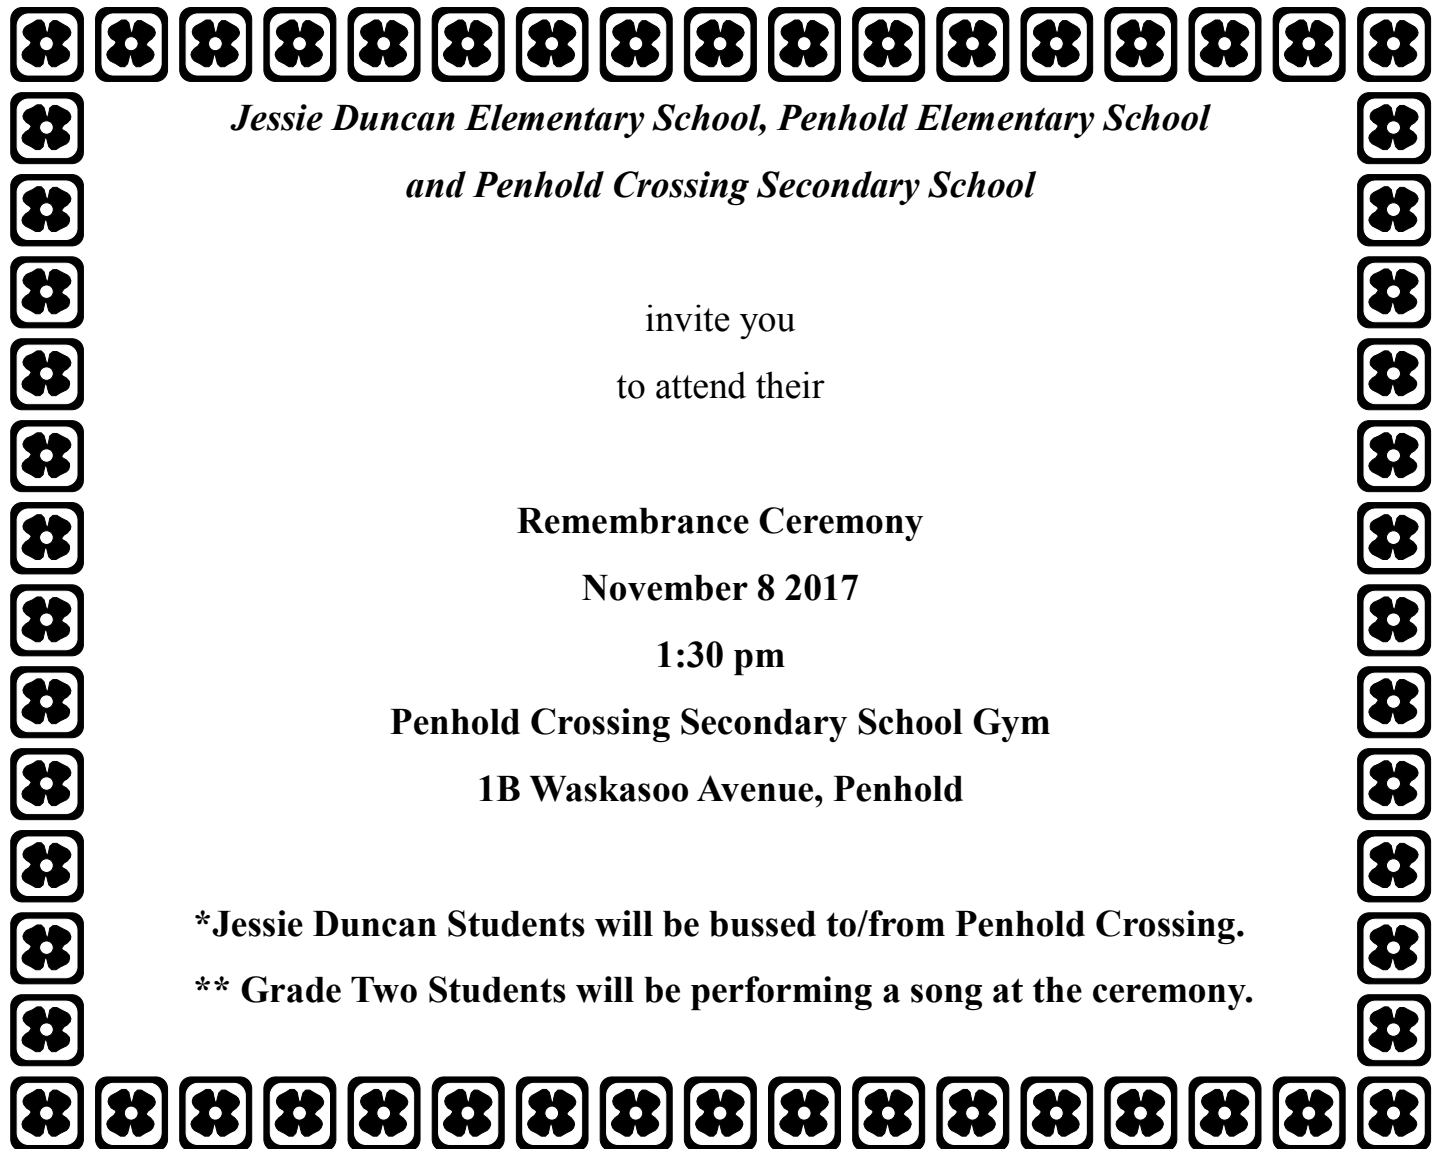 Jessie Duncan Elementary School, Penhold Elementary School
and Penhold Crossing Secondary School
invite you
to attend their
Remembrance Ceremony
November 8 2017
1:30 pm
Penhold Crossing Secondary School Gym
1B Waskasoo Avenue, Penhold
*Jessie Duncan Students will be bussed to/from Penhold Crossing.
** Grade Two Students will be performing a song at the ceremony.